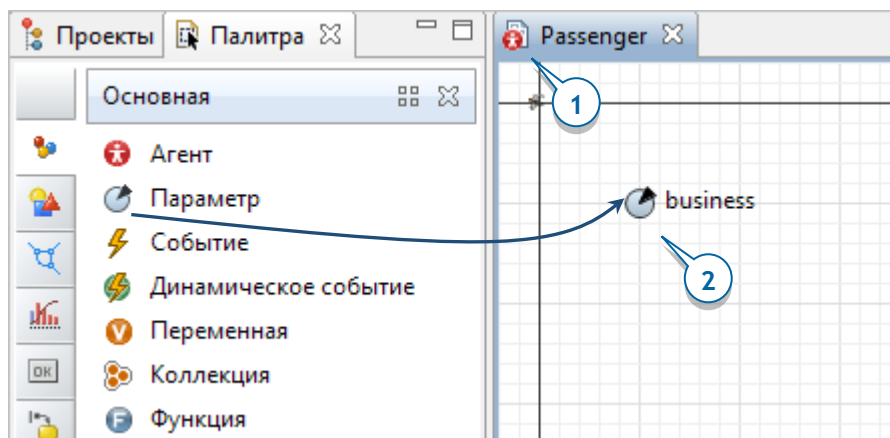 Проекты
Палитра
Passenger
1
Основная
Агент
Параметр
business
Событие
2
Динамическое событие
Переменная
OK
Коллекция
F Функция